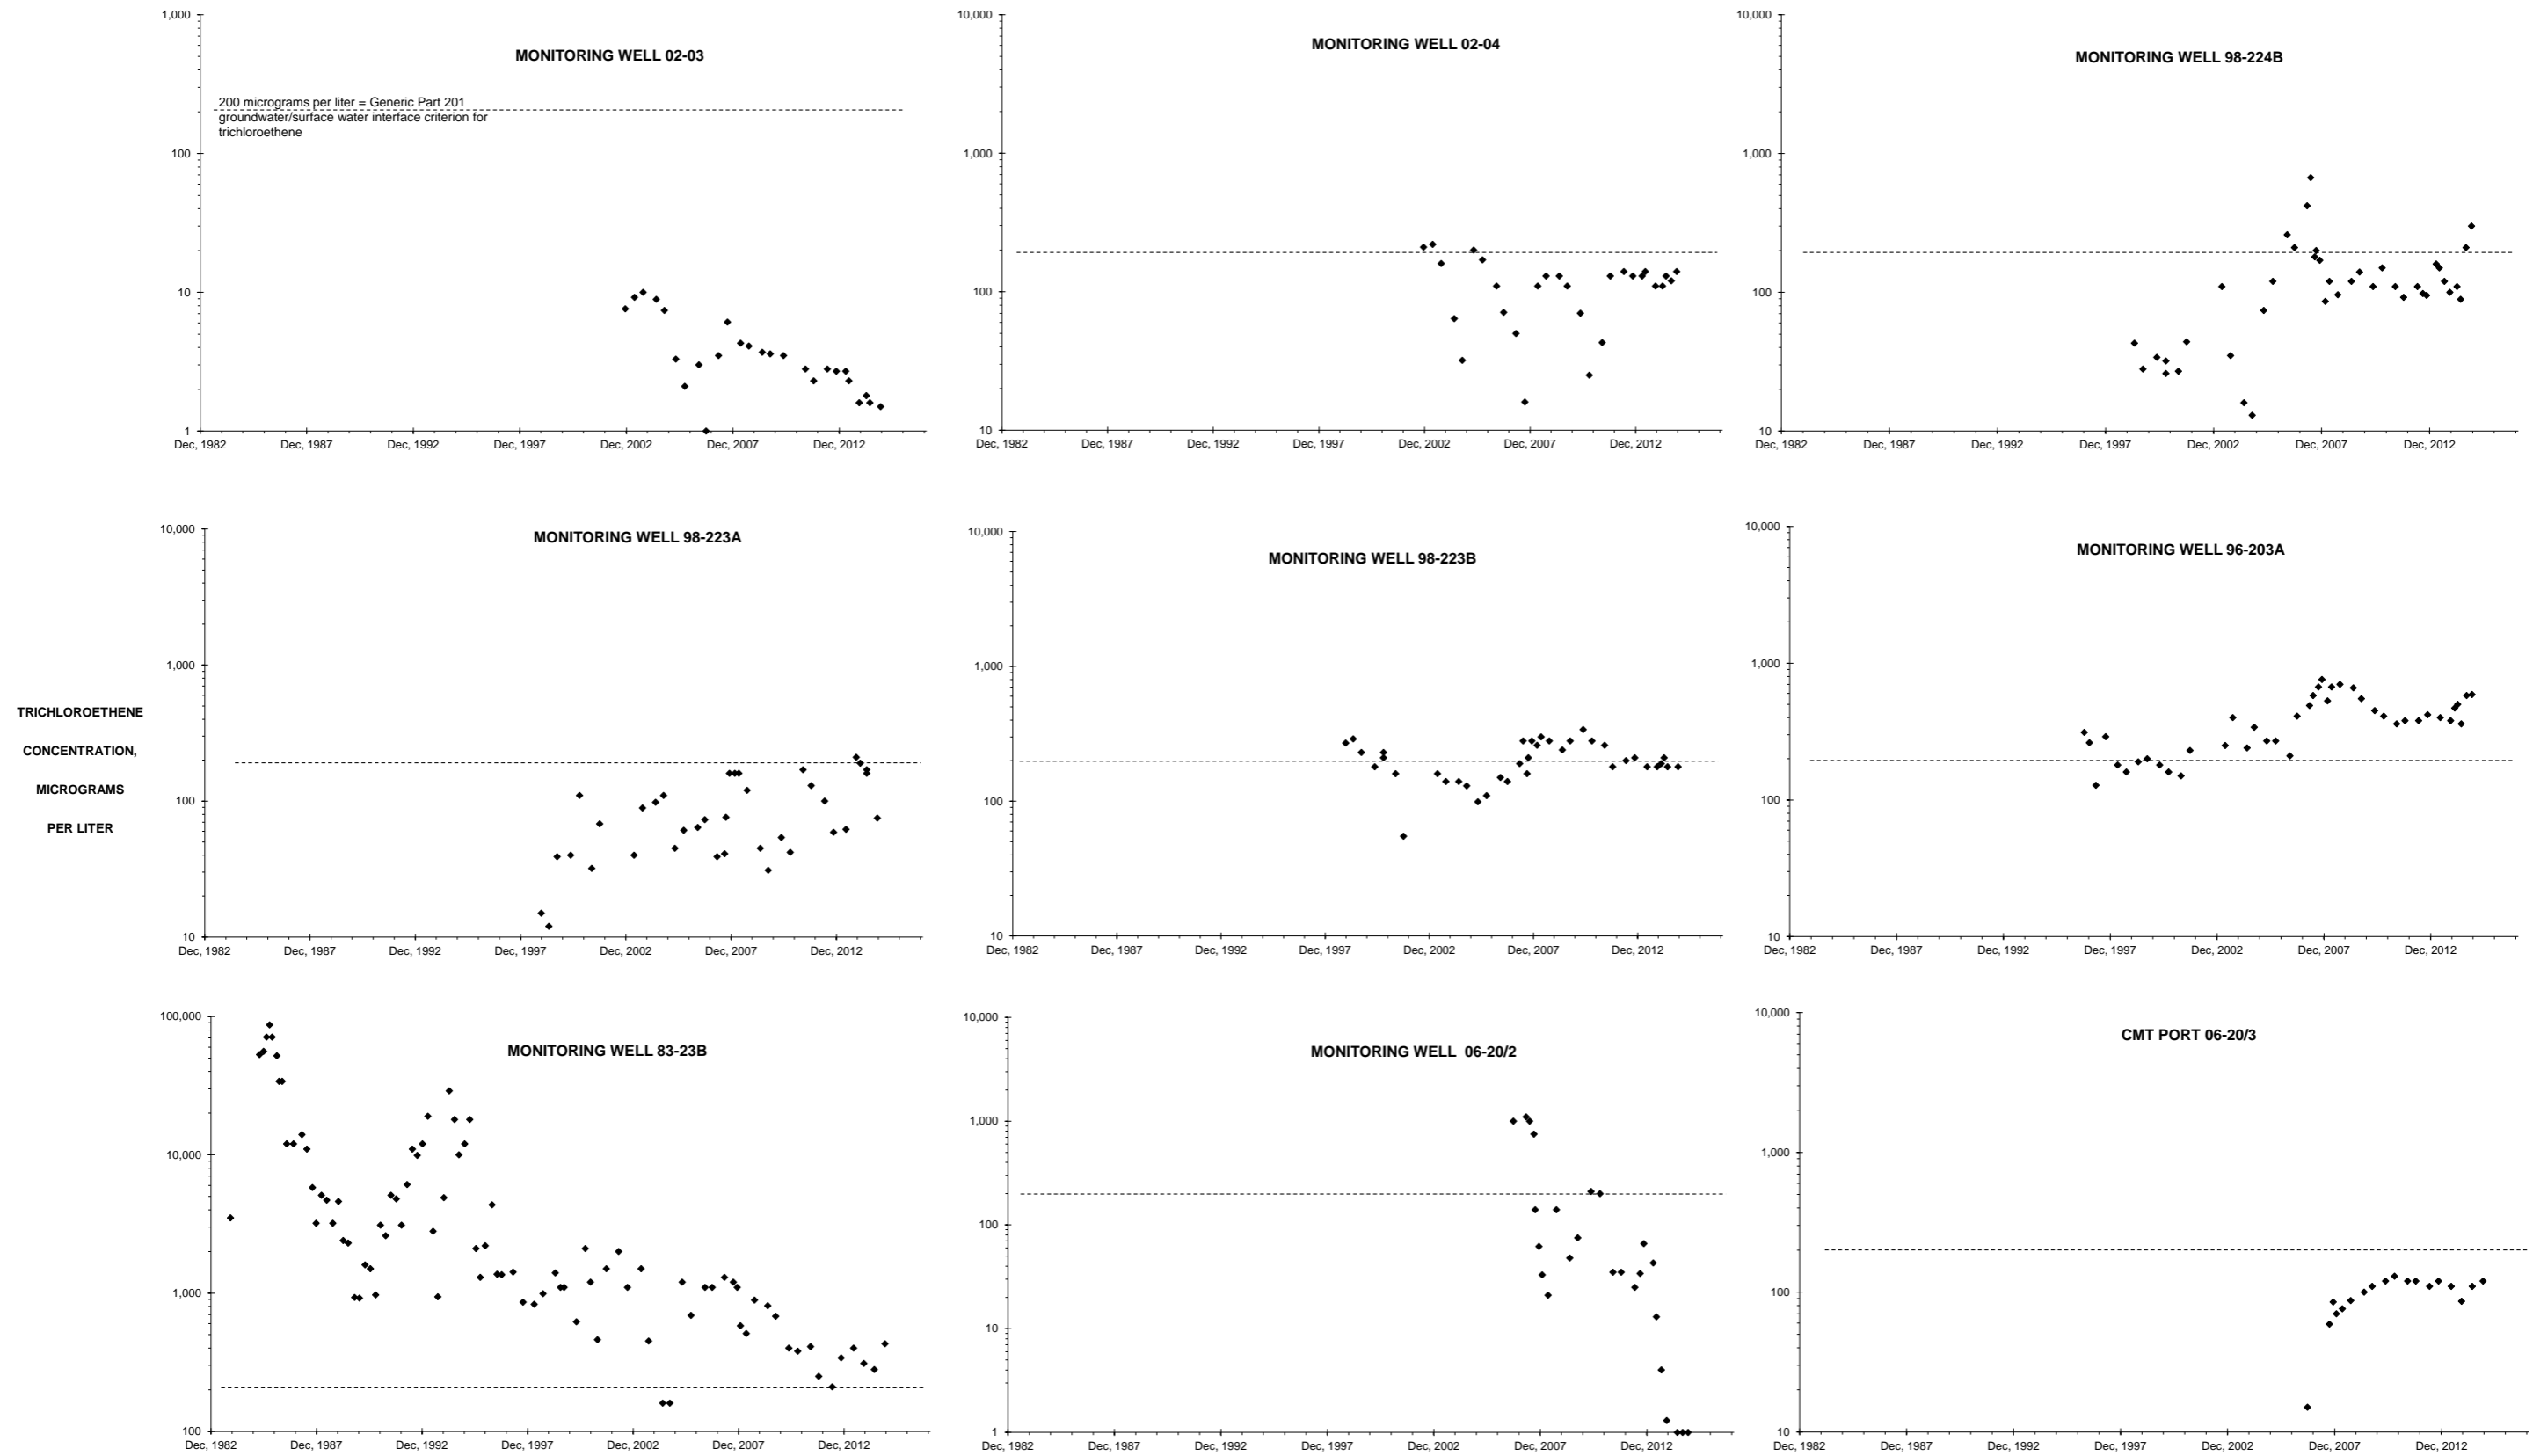 MONITORING WELL 02-03
1,000
100
10
1
200 micrograms per liter = Generic Part 201
groundwater/surface water interface criterion for
trichloroethene
Dec, 1982 Dec, 1987 Dec, 1992 Dec, 1997 Dec, 2002 Dec, 2007 Dec, 2012
MONITORING WELL 02-04
10,000
1,000
100
10
Dec, 1982 Dec, 1987 Dec, 1992 Dec, 1997 Dec, 2002 Dec, 2007 Dec, 2012
MONITORING WELL 98-224B
10,000
1,000
100
10
Dec, 1982 Dec, 1987 Dec, 1992 Dec, 1997 Dec, 2002 Dec, 2007 Dec, 2012
TRICHLOROETHENE
CONCENTRATION,
MICROGRAMS
PER LITER
MONITORING WELL 98-223A
10,000
1,000
100
10
Dec, 1982 Dec, 1987 Dec, 1992 Dec, 1997 Dec, 2002 Dec, 2007 Dec, 2012
MONITORING WELL 98-223B
10,000
1,000
100
10
Dec, 1982 Dec, 1987 Dec, 1992 Dec, 1997 Dec, 2002 Dec, 2007 Dec, 2012
MONITORING WELL 96-203A
10,000
1,000
100
10
Dec, 1982 Dec, 1987 Dec, 1992 Dec, 1997 Dec, 2002 Dec, 2007 Dec, 2012
MONITORING WELL 83-23B
100,000
10,000
1,000
100
Dec, 1982 Dec, 1987 Dec, 1992 Dec, 1997 Dec, 2002 Dec, 2007 Dec, 2012
MONITORING WELL 06-20/2
10,000
1,000
100
10
1
Dec, 1982 Dec, 1987 Dec, 1992 Dec, 1997 Dec, 2002 Dec, 2007 Dec, 2012
CMT PORT 06-20/3
10,000
1,000
100
10
Dec, 1982 Dec, 1987 Dec, 1992 Dec, 1997 Dec, 2002 Dec, 2007 Dec, 2012